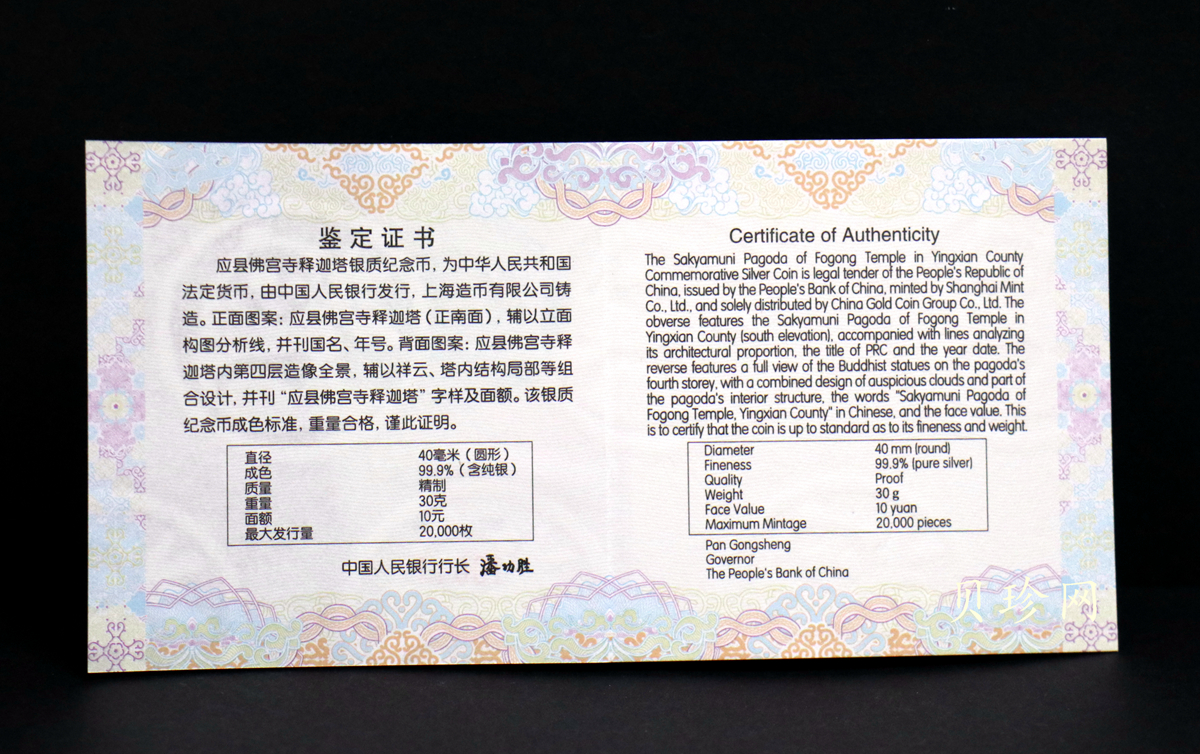 鉴定证书
应县佛宫寺释迦塔银质纪念币，为中华人民共和国
法定货币，由中国人民银行发行，上海造币有限公司铸
造。正面图案：应县佛宫寺释迦塔（正南面），辅以立面
构图分析线，并刊国名、年号。背面图案：应县佛宫寺释
迦塔内第四层造像全景，辅以祥云、塔内结构局部等组
合设计，并刊“应县佛宫寺释迦塔”字样及面额。该银质
纪念币成色标准，重量合格，谨此证明。
直径 40毫米（圆形）
成色 99.9%（含纯银）
质量 精制
重量 30克
面额 10元
最大发行量 20,000枚
中国人民银行行长 潘功胜
Certificate of Authenticity
The Sakyamuni Pagoda of Fogong Temple in Yingxian County
Commemorative Silver Coin is legal tender of the People's Republic of
China, issued by the People's Bank of China, minted by Shanghai Mint
Co., Ltd., and solely distributed by China Gold Coin Group Co., Ltd. The
obverse features the Sakyamuni Pagoda of Fogong Temple in
Yingxian County (south elevation), accompanied with lines analyzing
its architectural proportion, the title of PRC and the year date. The
reverse features a full view of the Buddhist statues on the pagoda's
fourth storey, with a combined design of auspicious clouds and part of
the pagoda's interior structure, the words "Sakyamuni Pagoda of
Fogong Temple, Yingxian County" in Chinese, and the face value. This
is to certify that the coin is up to standard as to its fineness and weight.
Diameter 40 mm (round)
Fineness 99.9% (pure silver)
Quality Proof
Weight 30 g
Face Value 10 yuan
Maximum Mintage 20,000 pieces
Pan Gongsheng
Governor
The People's Bank of China
贝珍网